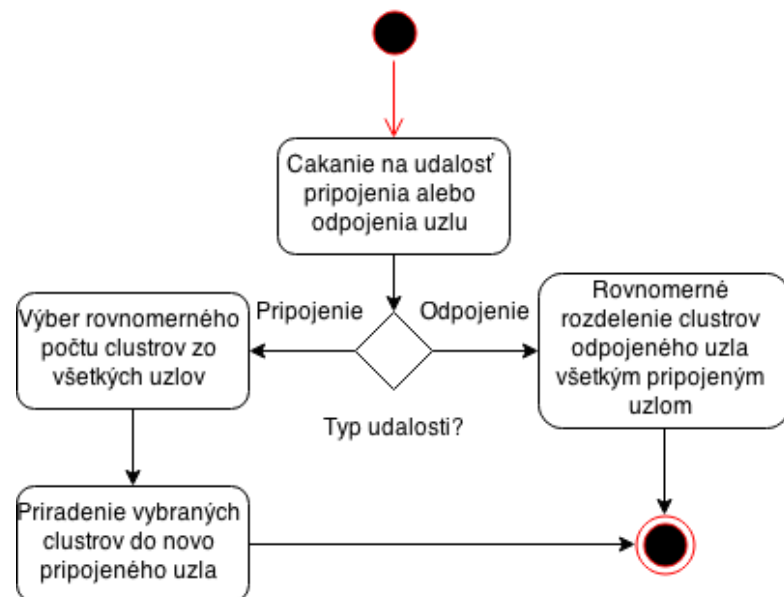 Cakanie na udalosť
pripojenia alebo
odpojenia uzlu
Pripojenie
Odpojenie
Výber rovnomerného
počtu clustrov zo
všetkých uzlov
Rovnomerné
rozdelenie clustrov
odpojeného uzla
všetkým pripojeným
uzlom
Typ udalosti?
Priradenie vybraných
clustrov do novo
pripojeného uzla